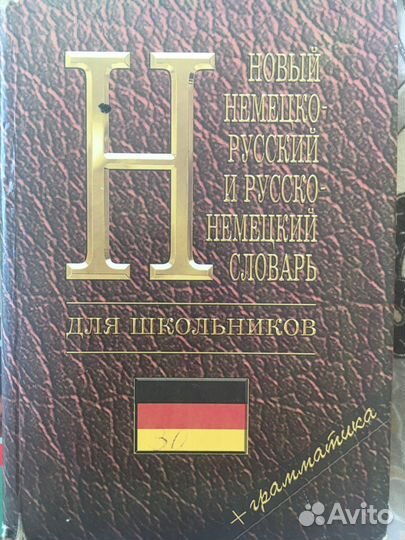 Н
НОВЫЙ
НЕМЕЦКО-
РУССКИЙ
И РУССКО-
НЕМЕЦКИЙ
СЛОВАРЬ
ДЛЯ ШКОЛЬНИКОВ
+ грамматика
Avito